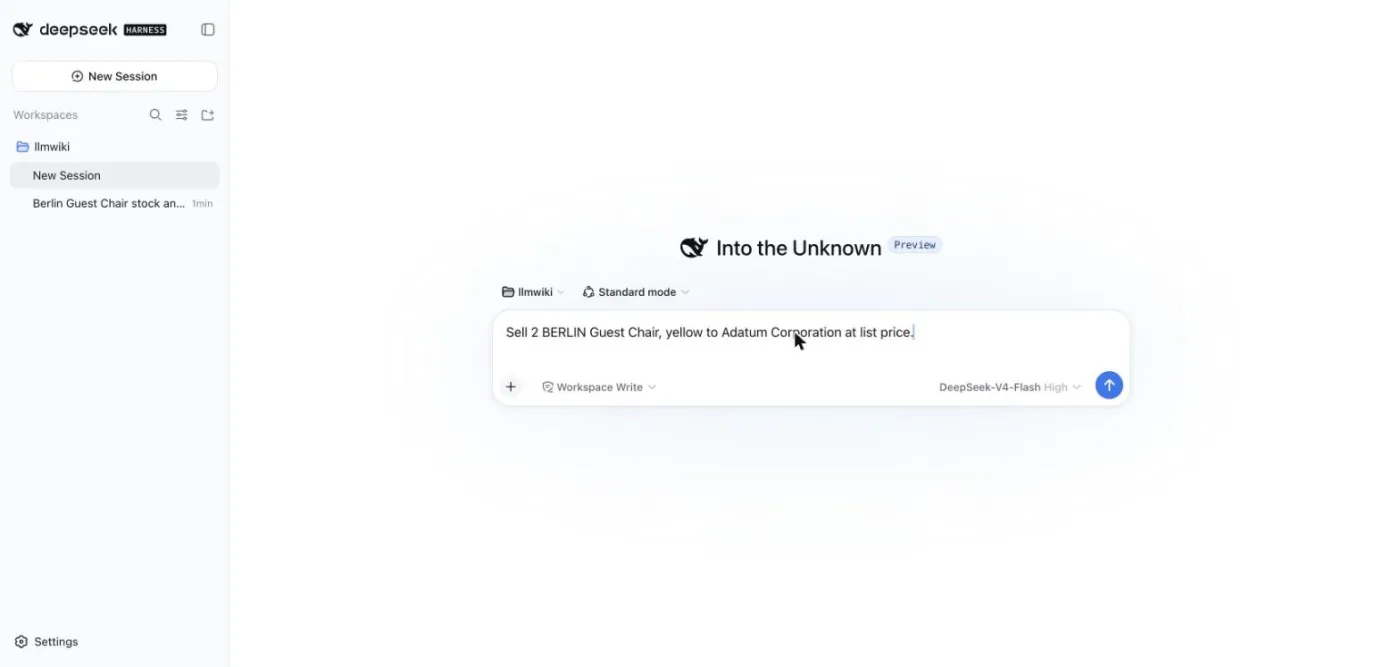 deepseek HARNESS
New Session
Workspaces
llmwiki
New Session
Berlin Guest Chair stock an... 1min
Into the Unknown Preview
llmwiki Standard mode
Sell 2 BERLIN Guest Chair, yellow to Adatum Corporation at list price.
Workspace Write DeepSeek-V4-Flash High
Settings